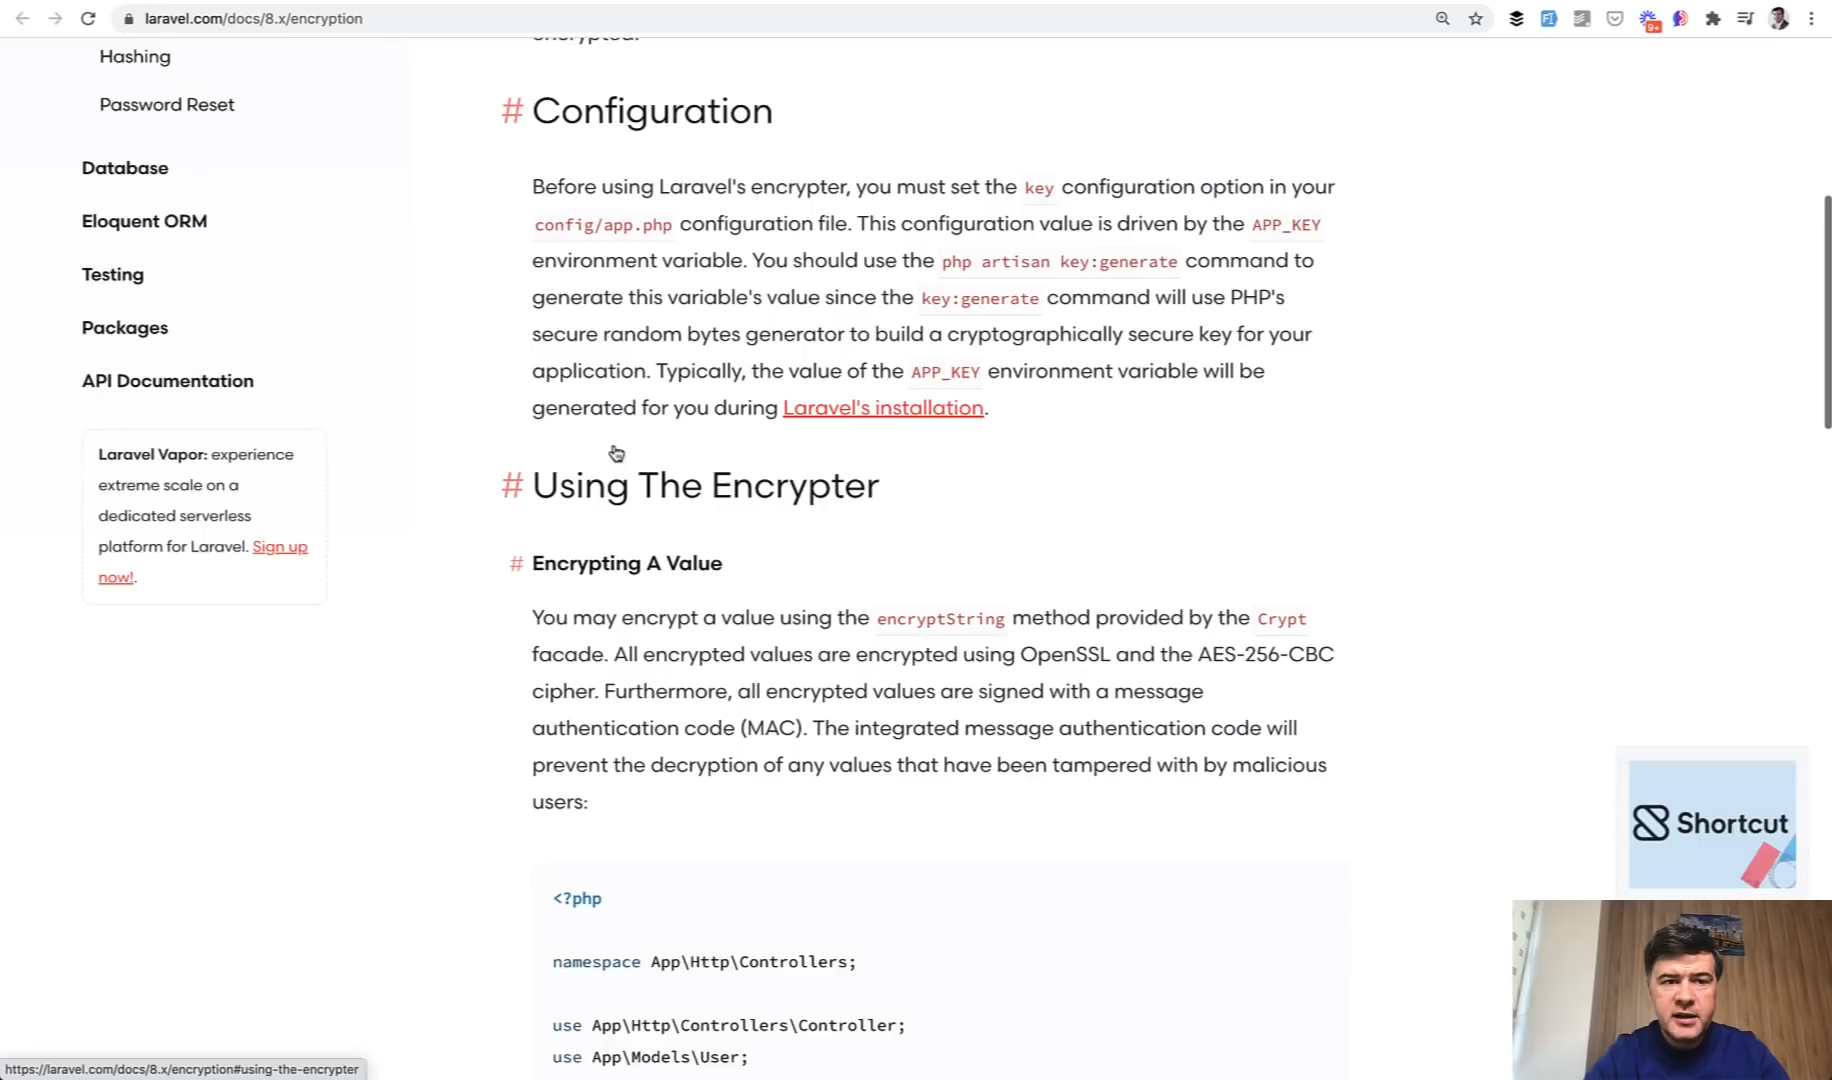 laravel.com/docs/8.x/encryption
9+
Hashing
Password Reset
Database
Eloquent ORM
Testing
Packages
API Documentation
Laravel Vapor: experience
extreme scale on a
dedicated serverless
platform for Laravel. Sign up
now!.
encrypted.
# Configuration
Before using Laravel's encrypter, you must set the key configuration option in your
config/app.php configuration file. This configuration value is driven by the APP_KEY
environment variable. You should use the php artisan key:generate command to
generate this variable's value since the key:generate command will use PHP's
secure random bytes generator to build a cryptographically secure key for your
application. Typically, the value of the APP_KEY environment variable will be
generated for you during Laravel's installation.
# Using The Encrypter
# Encrypting A Value
You may encrypt a value using the encryptString method provided by the Crypt
facade. All encrypted values are encrypted using OpenSSL and the AES-256-CBC
cipher. Furthermore, all encrypted values are signed with a message
authentication code (MAC). The integrated message authentication code will
prevent the decryption of any values that have been tampered with by malicious
users:
<?php
namespace App\Http\Controllers;
use App\Http\Controllers\Controller;
use App\Models\User;
Shortcut
https://laravel.com/docs/8.x/encryption#using-the-encrypter